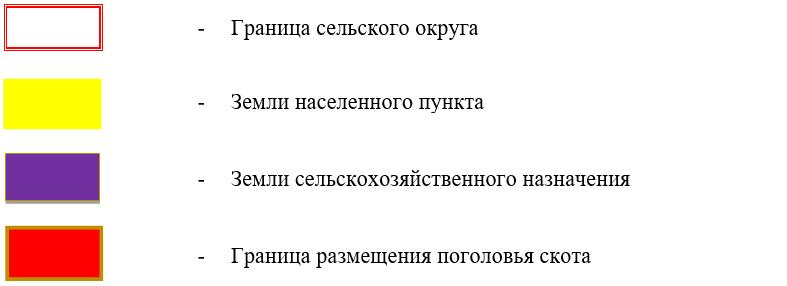 - Граница сельского округа
- Земли населенного пункта
- Земли сельскохозяйственного назначения
- Граница размещения поголовья скота